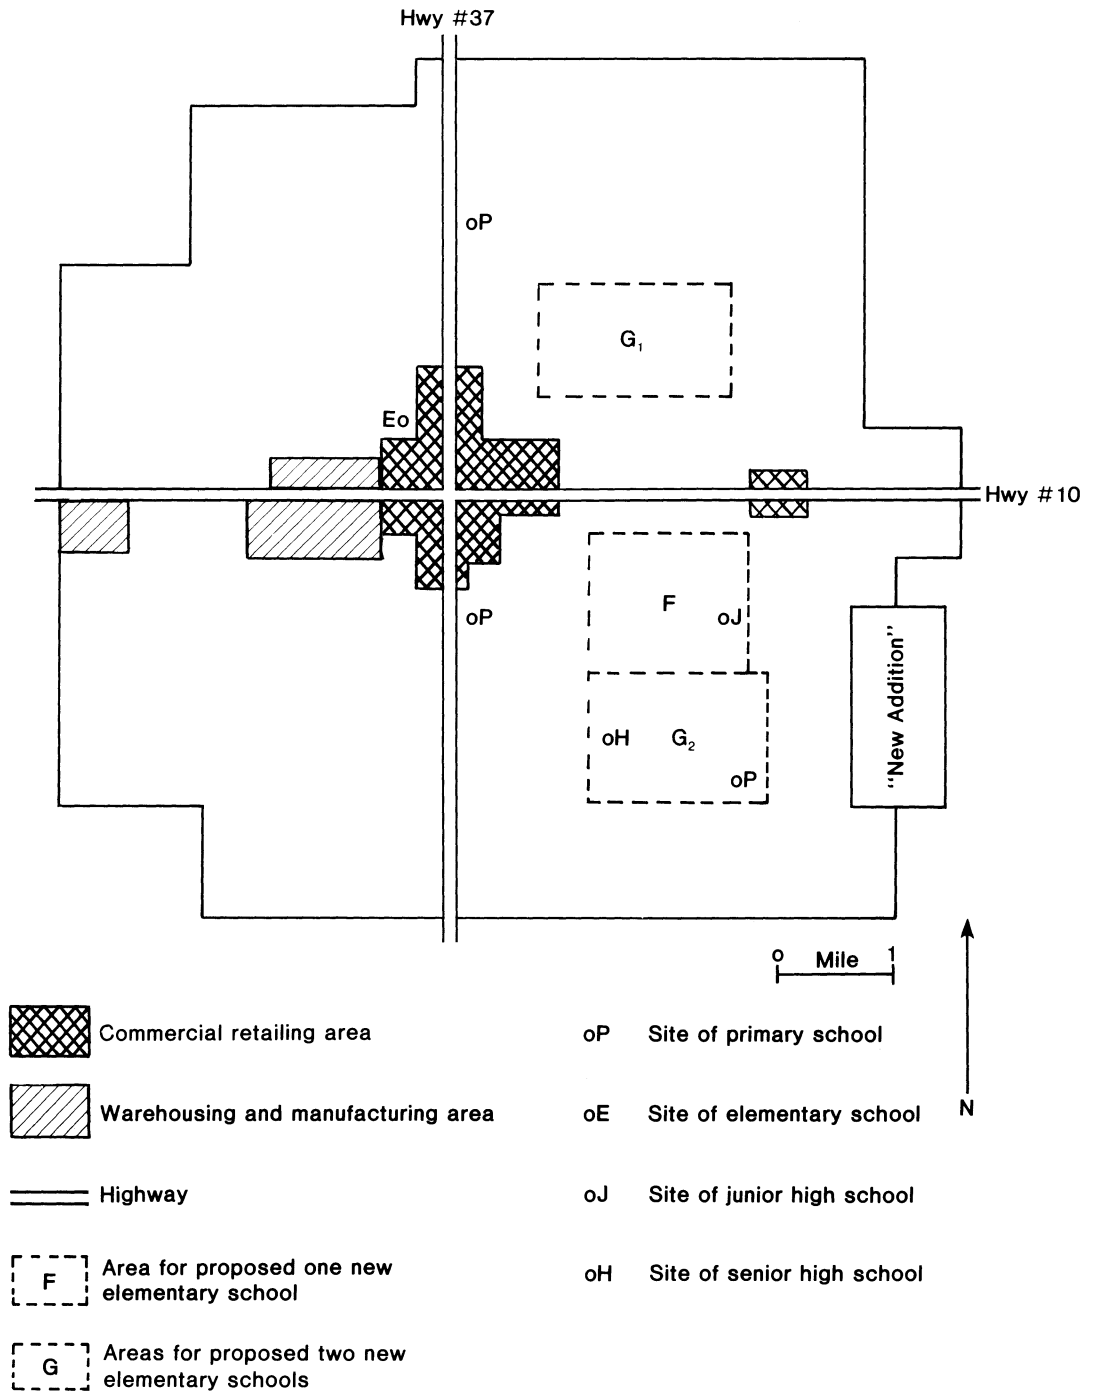 Hwy #37
oP
G₁
Eo
Hwy #10
F
oJ
oP
"New Addition"
oH
G₂
oP
0 Mile 1
N
Commercial retailing area
Warehousing and manufacturing area
Highway
F
Area for proposed one new
elementary school
G
Areas for proposed two new
elementary schools
oP Site of primary school
oE Site of elementary school
oJ Site of junior high school
oH Site of senior high school